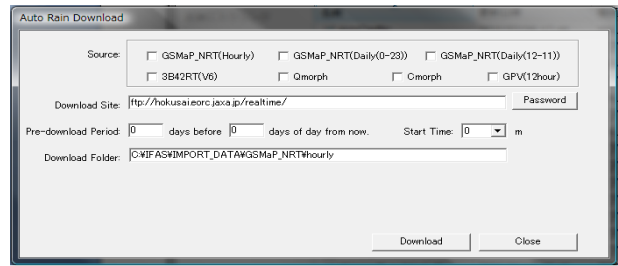 Auto Rain Download
Source: GSMaP_NRT(Hourly) GSMaP_NRT(Daily(0-23)) GSMaP_NRT(Daily(12-11))
3B42RT(V6) Qmorph Cmorph GPV(12hour)
Download Site: ftp://hokusai.eorc.jaxa.jp/realtime/ Password
Pre-download Period: 0 days before 0 days of day from now. Start Time: 0 m
Download Folder: C:¥IFAS¥IMPORT_DATA¥GSMaP_NRT¥hourly
Download Close